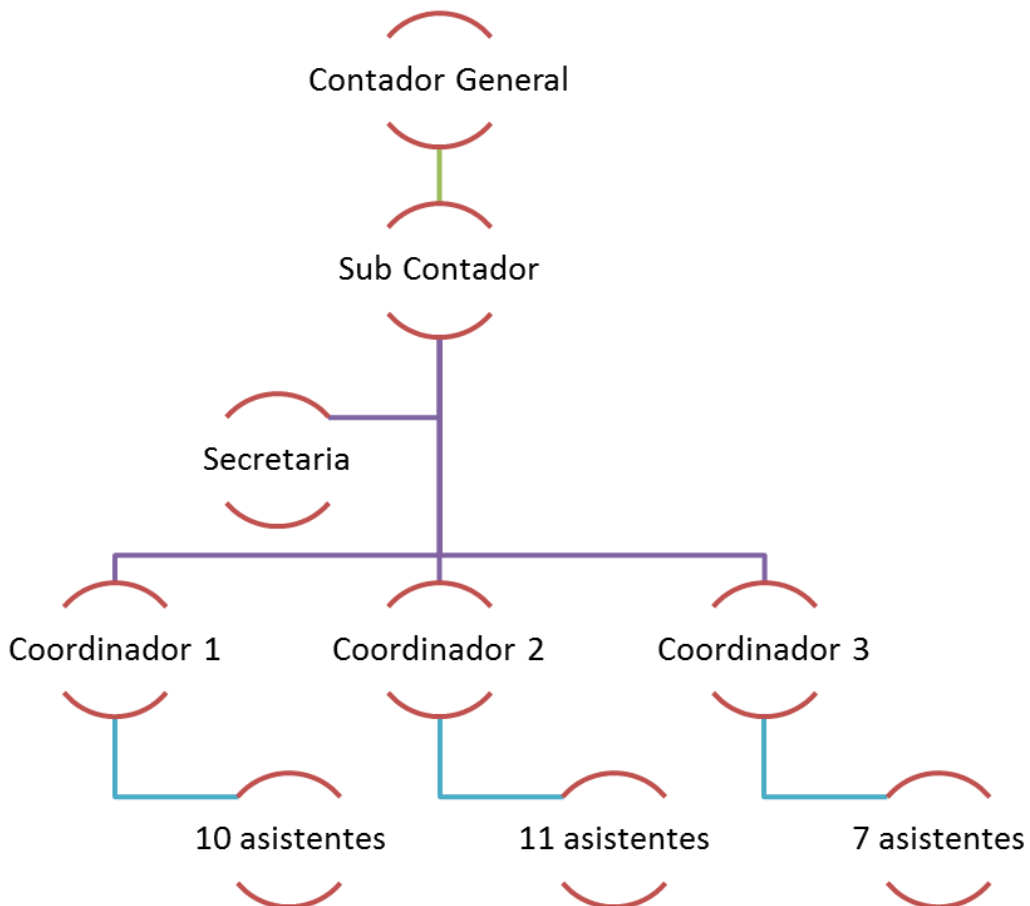 Contador General
Sub Contador
Secretaria
Coordinador 1
Coordinador 2
Coordinador 3
10 asistentes
11 asistentes
7 asistentes